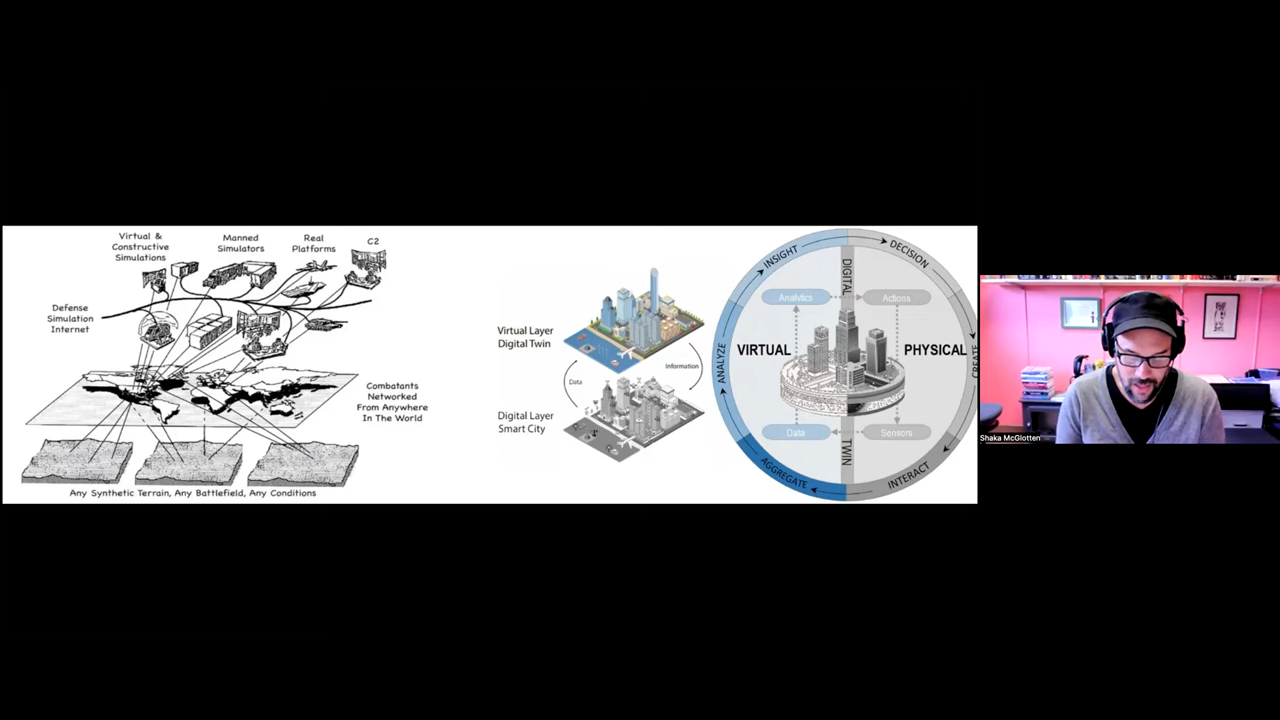 Virtual &
Constructive
Simulations
Manned
Simulators
Real
Platforms
C2
Defense
Simulation
Internet
Combatants
Networked
From Anywhere
In The World
Any Synthetic Terrain, Any Battlefield, Any Conditions
Virtual Layer
Digital Twin
Data
Information
Digital Layer
Smart City
INSIGHT
DECISION
DIGITAL
Analytics
Actions
VIRTUAL
PHYSICAL
ANALYZE
CREATE
Data
Sensors
TWIN
AGGREGATE
INTERACT
Shaka McGlotten